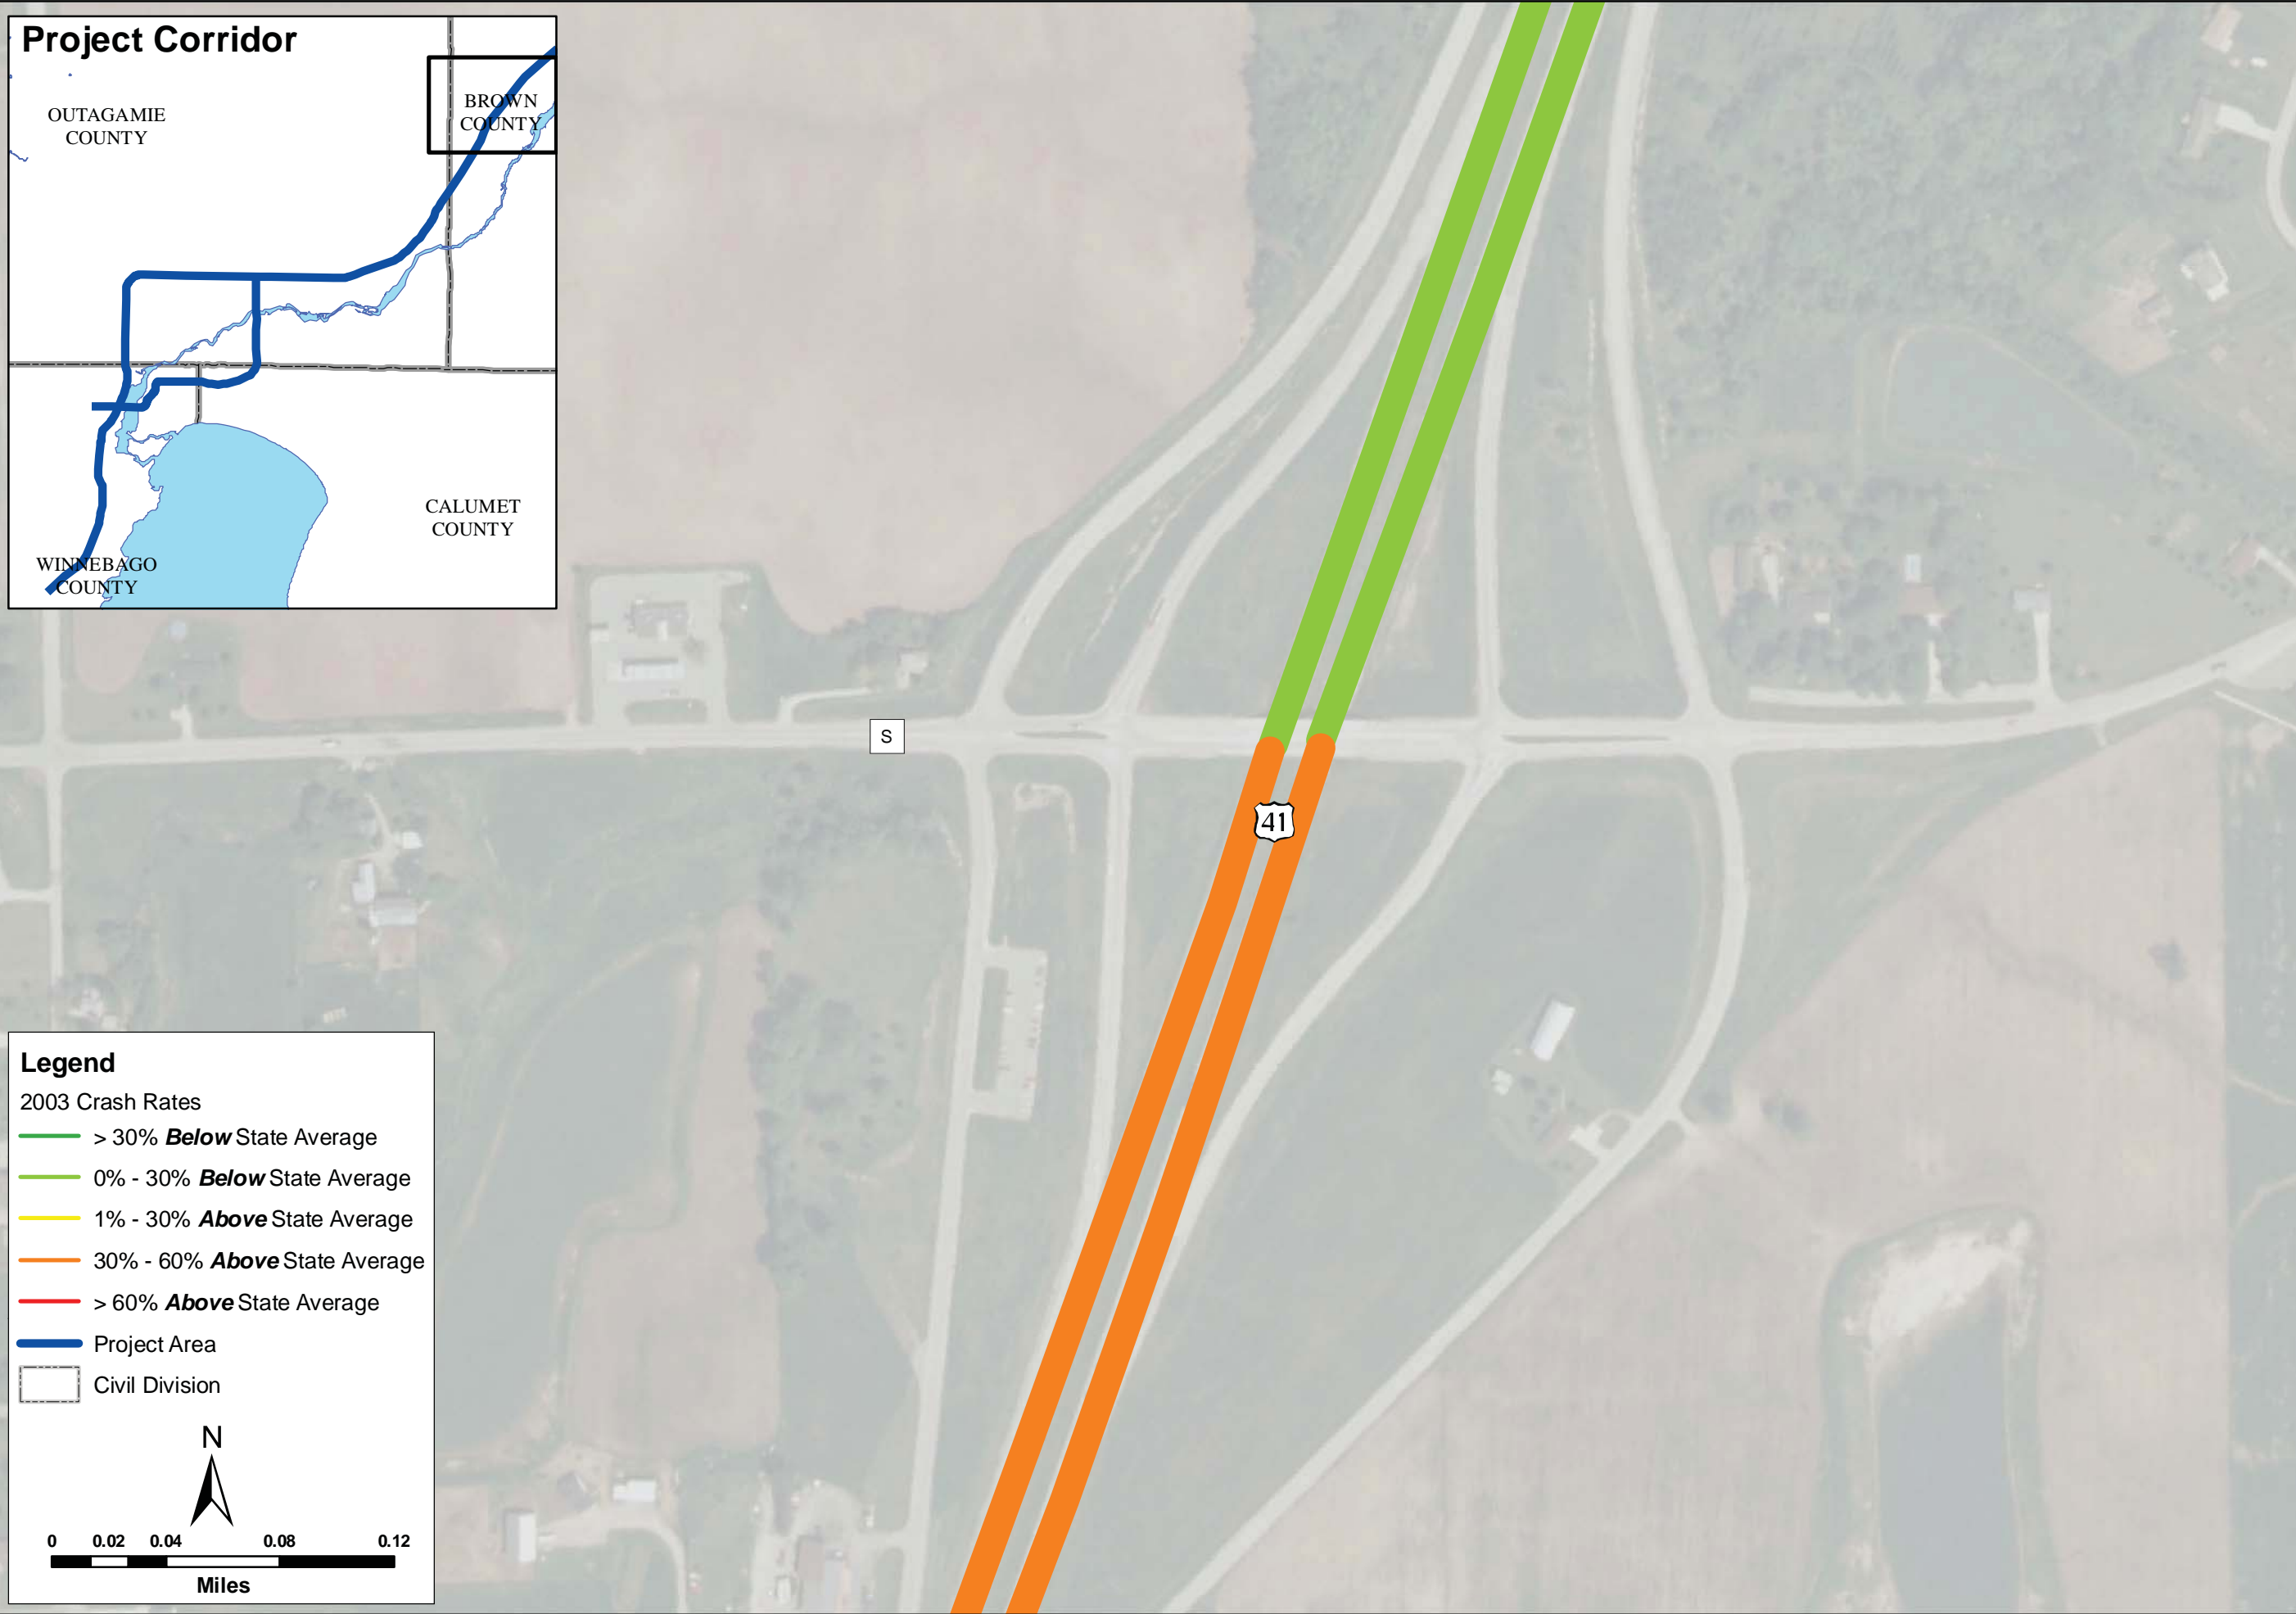 Project Corridor
OUTAGAMIE
COUNTY
BROWN
COUNTY
CALUMET
COUNTY
WINNEBAGO
COUNTY
S
41
Legend
2003 Crash Rates
> 30% Below State Average
0% - 30% Below State Average
1% - 30% Above State Average
30% - 60% Above State Average
> 60% Above State Average
Project Area
Civil Division
N
0 0.02 0.04 0.08 0.12
Miles